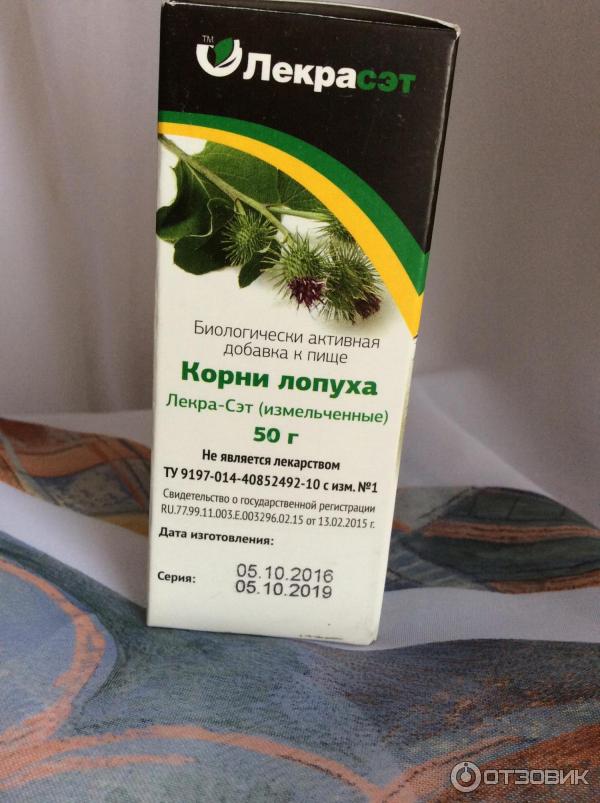 TM
Лекрасэт
Биологически активная
добавка к пище
Корни лопуха
Лекра-Сэт (измельченные)
50 г
Не является лекарством
ТУ 9197-014-40852492-10 с изм. №1
Свидетельство о государственной регистрации
RU.77.99.11.003.Е.003296.02.15 от 13.02.2015 г.
Дата изготовления:
05.10.2016
Серия:
05.10.2019
ОТЗОВИК